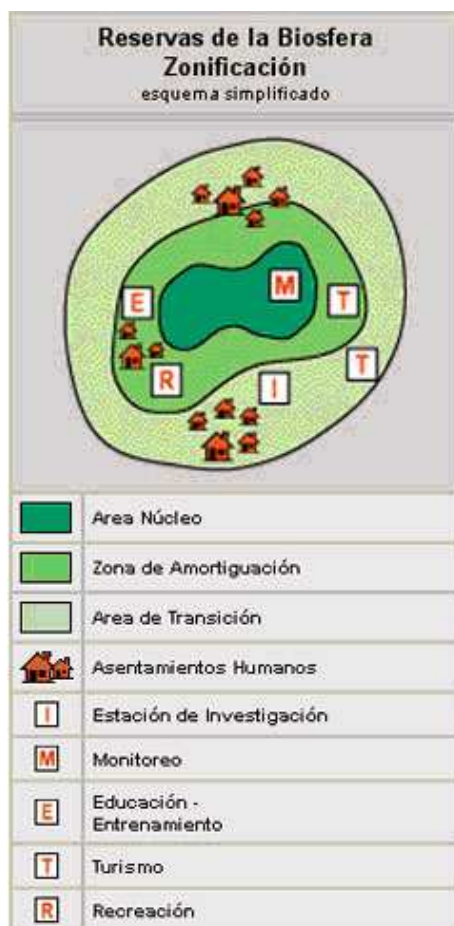 Reservas de la Biosfera
Zonificación
esquema simplificado
M
E
T
R
I
T
Area Núcleo
Zona de Amortiguación
Area de Transición
Asentamientos Humanos
I
Estación de Investigación
M
Monitoreo
E
Educación -
Entrenamiento
T
Turismo
R
Recreación